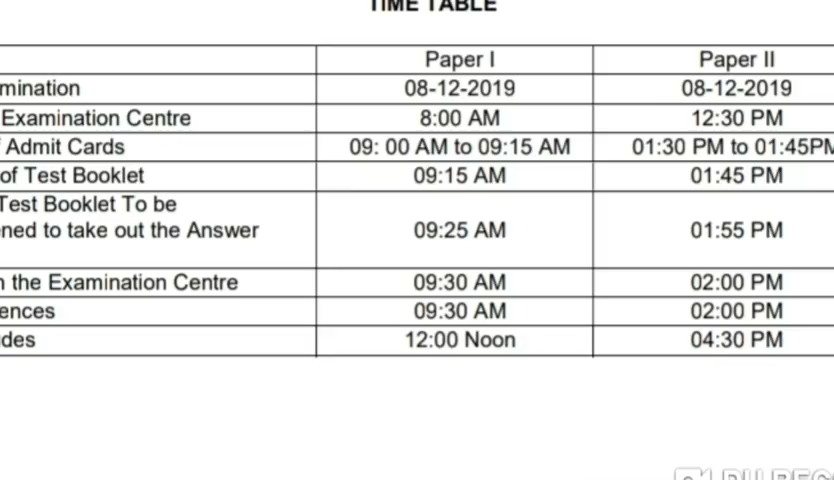 TIME TABLE
Paper I Paper II
mination 08-12-2019 08-12-2019
Examination Centre 8:00 AM 12:30 PM
Admit Cards 09: 00 AM to 09:15 AM 01:30 PM to 01:45PM
of Test Booklet 09:15 AM 01:45 PM
Test Booklet To be
ned to take out the Answer 09:25 AM 01:55 PM
the Examination Centre 09:30 AM 02:00 PM
ences 09:30 AM 02:00 PM
des 12:00 Noon 04:30 PM